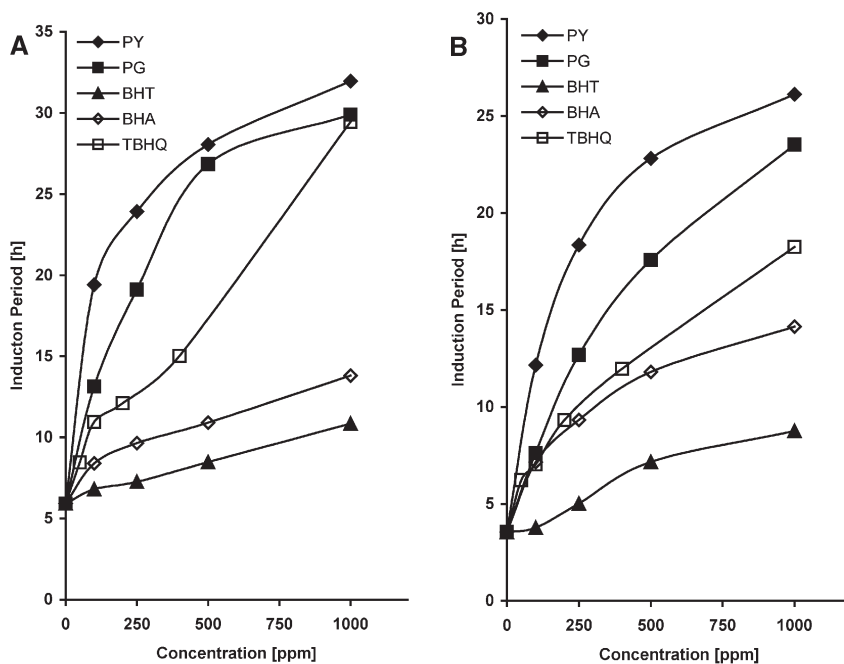 A
35
30
25
20
15
10
5
0
Inducton Period [h]
PY
PG
BHT
BHA
TBHQ
0 250 500 750 1000
Concentration [ppm]
B
30
25
20
15
10
5
0
Induction Period [h]
PY
PG
BHT
BHA
TBHQ
0 250 500 750 1000
Concentration [ppm]